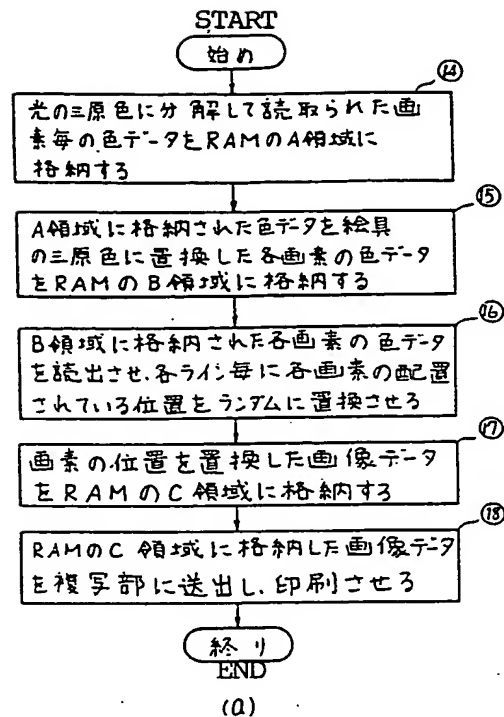 START
始め
⑭
光の三原色に分解して読取られた画
素毎の色データをRAMのA領域に
格納する
⑮
A領域に格納された色データを絵具
の三原色に置換した各画素の色データ
をRAMのB領域に格納する
⑯
B領域に格納された各画素の色データ
を読出させ、各ライン毎に各画素の配置
されている位置をランダムに置換させる
⑰
画素の位置を置換した画像データ
をRAMのC領域に格納する
⑱
RAMのC領域に格納した画像データ
を複写部に送出し、印刷させる
終り
END
(a)